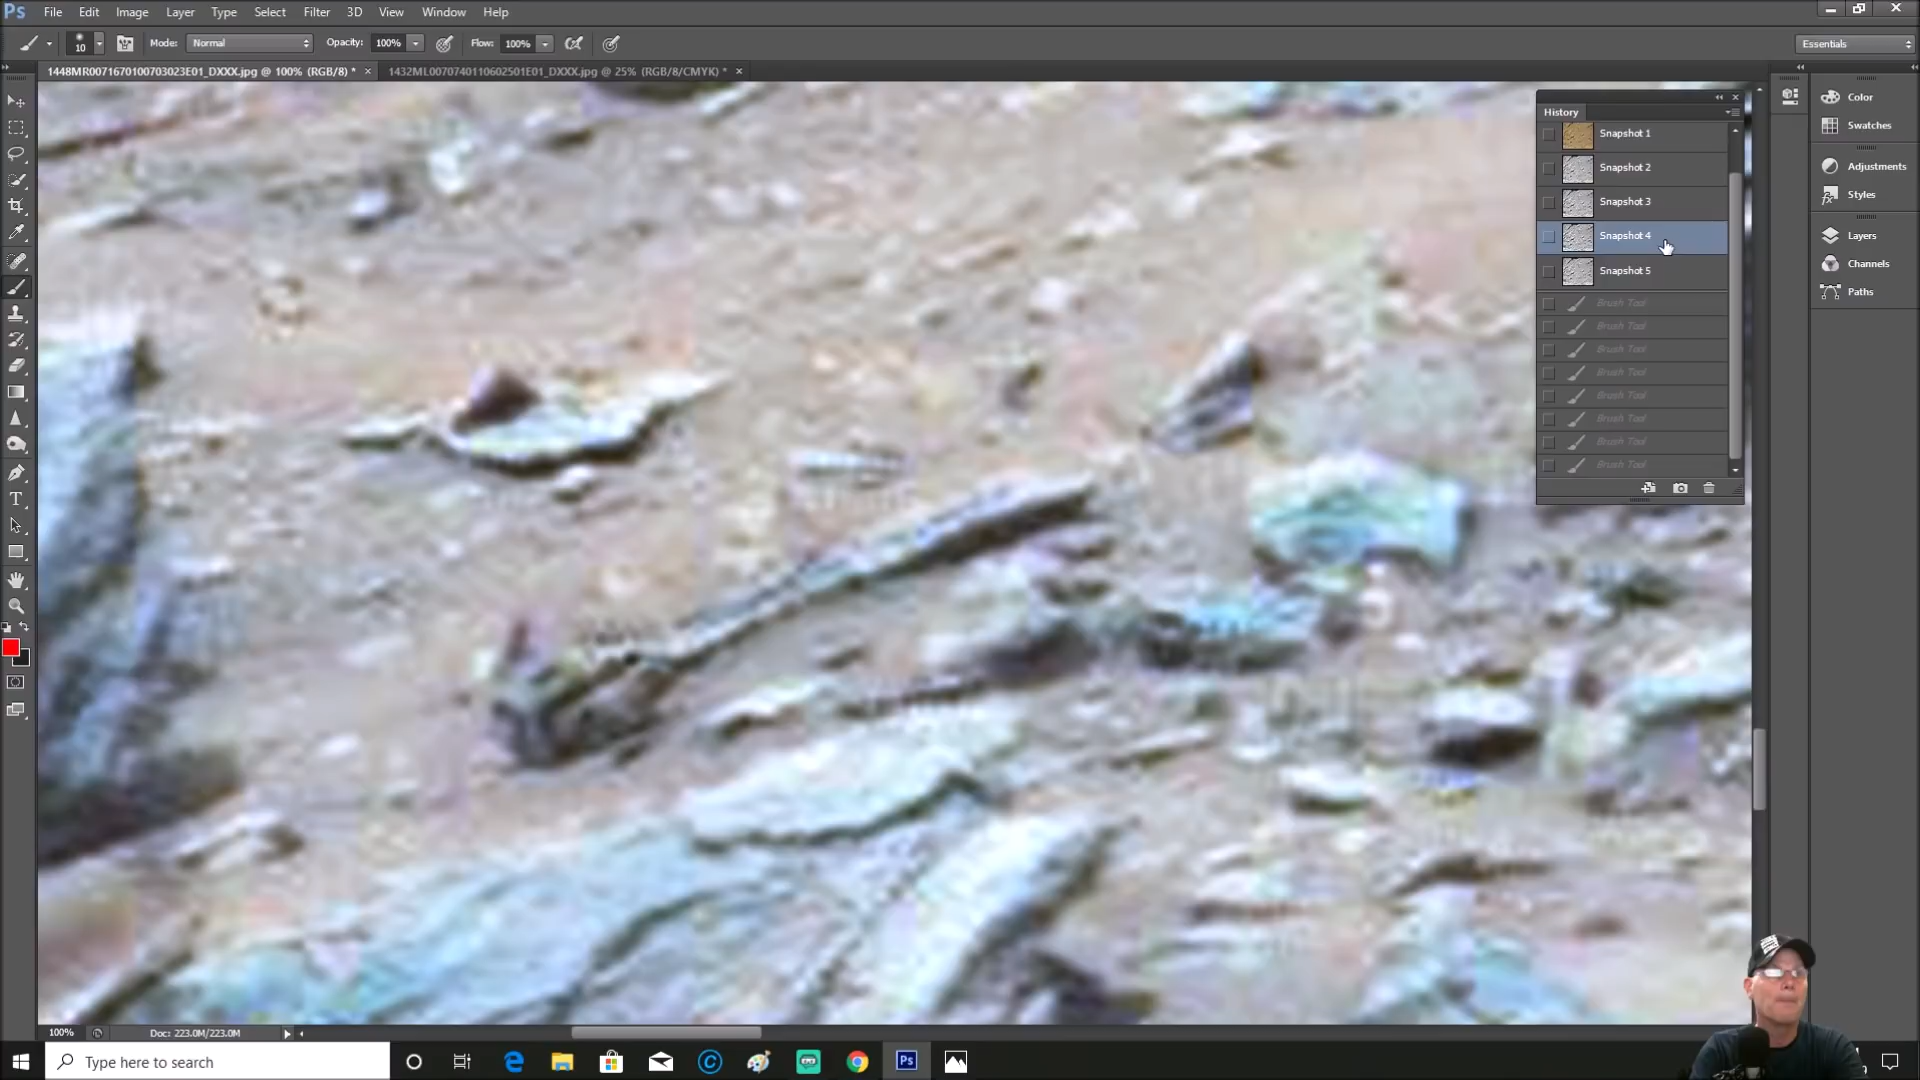 Ps File Edit Image Layer Type Select Filter 3D View Window Help
10 Mode: Normal Opacity: 100% Flow: 100% Essentials
1448MR0071670100703023E01_DXXX.jpg @ 100% (RGB/8) * × 1432ML0070740110602501E01_DXXX.jpg @ 25% (RGB/8/CMYK) * ×
History
Snapshot 1
Snapshot 2
Snapshot 3
Snapshot 4
Snapshot 5
Brush Tool
Brush Tool
Brush Tool
Brush Tool
Brush Tool
Brush Tool
Brush Tool
Brush Tool
Color
Swatches
Adjustments
Styles
Layers
Channels
Paths
T
100% Doc: 223.0M/223.0M
Type here to search
Ps